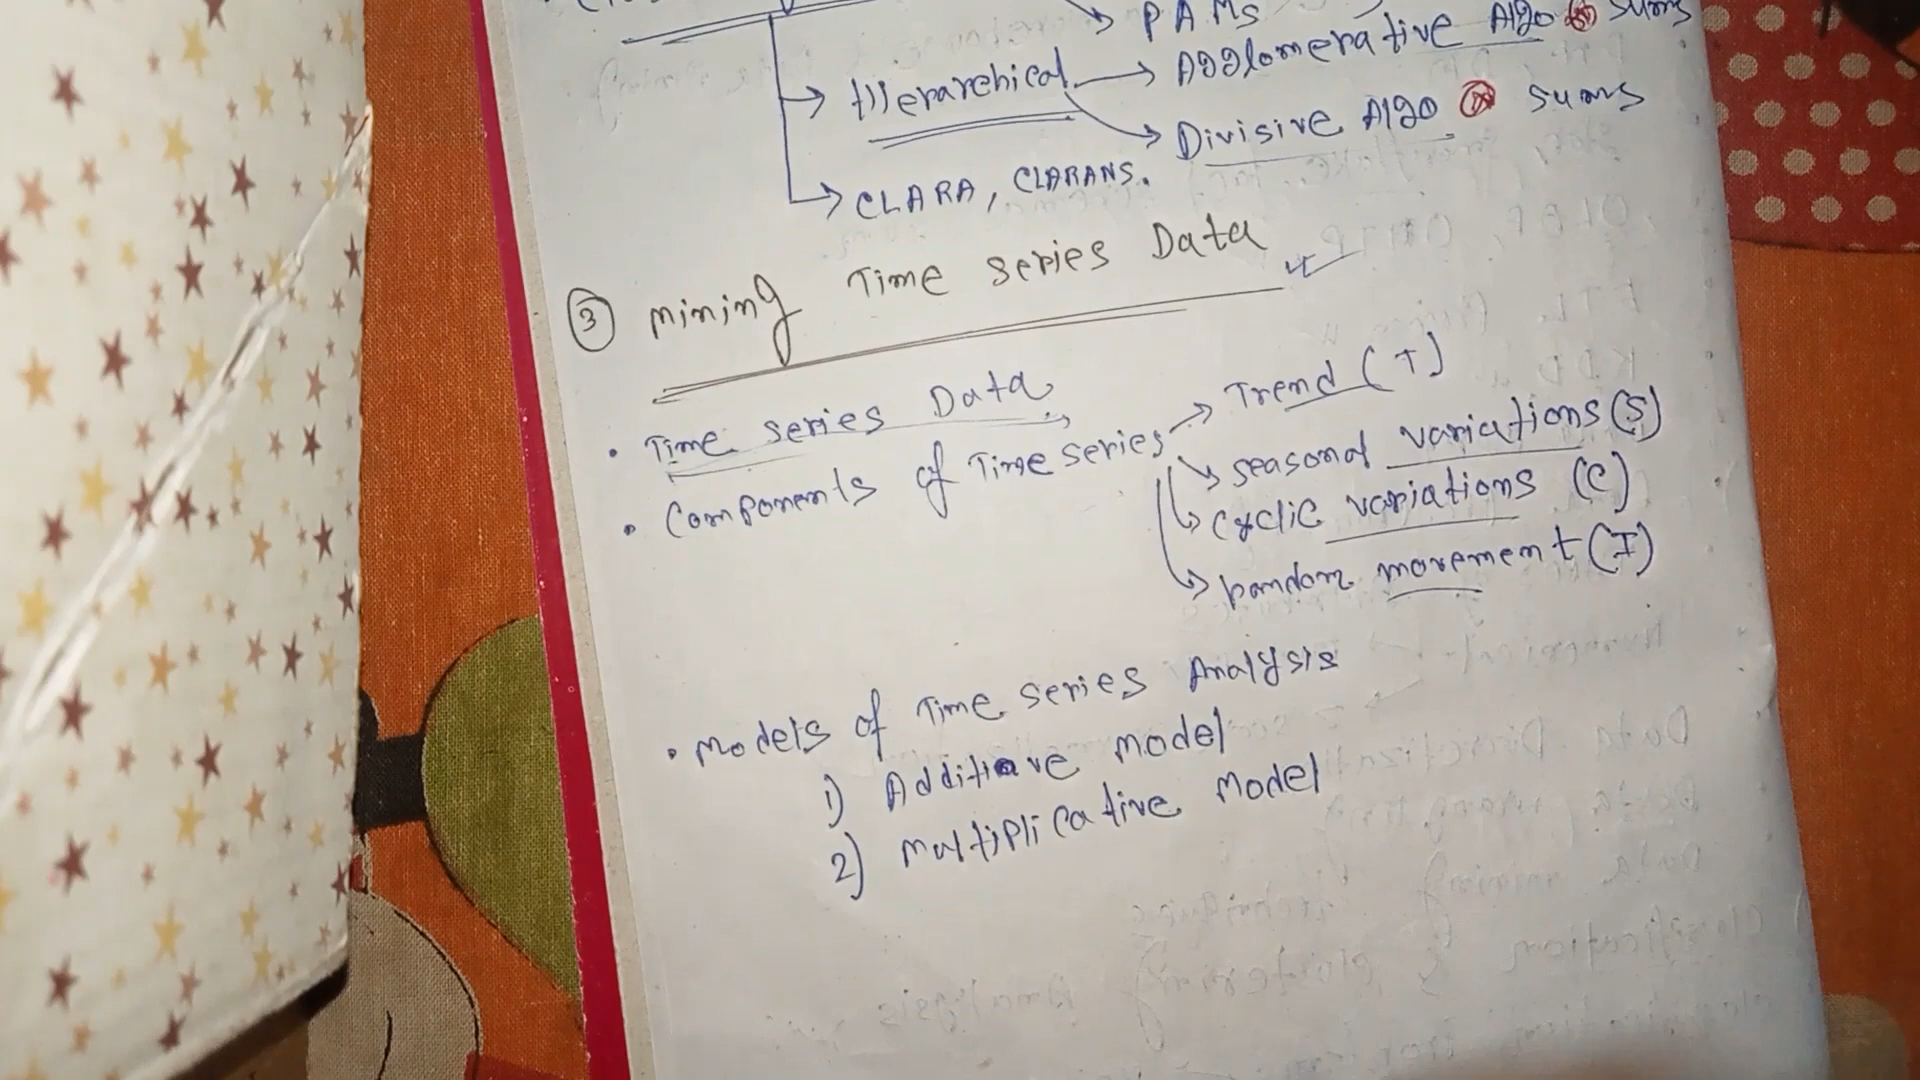 → PAMs
→ Hierarchical → Agglomerative Algo sums
→ Divisive Algo sums
→ CLARA, CLARANS.
③ Mining Time series Data
• Time series Data
• Components of Time series → Trend (T)
→ seasonal variations (S)
→ cyclic variations (C)
→ random movement (I)
• Models of Time series Analysis
1) Additive Model
2) Multiplicative Model